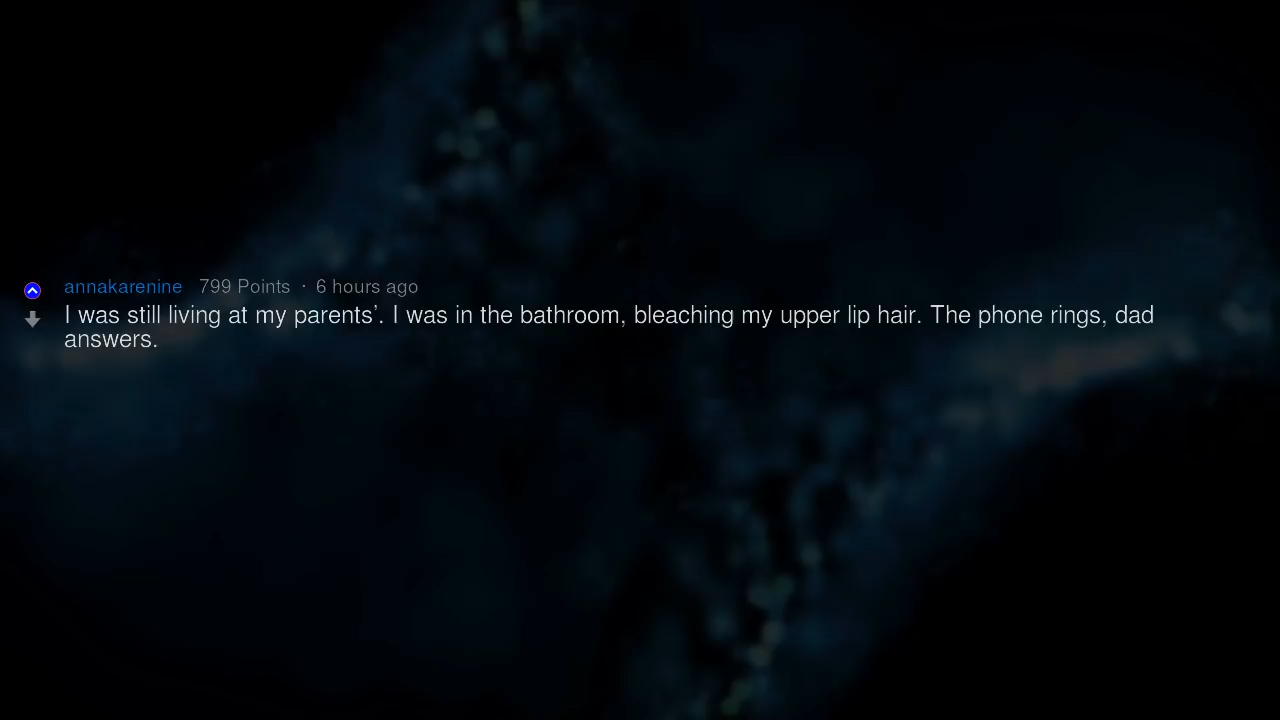 annakarenine 799 Points · 6 hours ago
I was still living at my parents’. I was in the bathroom, bleaching my upper lip hair. The phone rings, dad
answers.